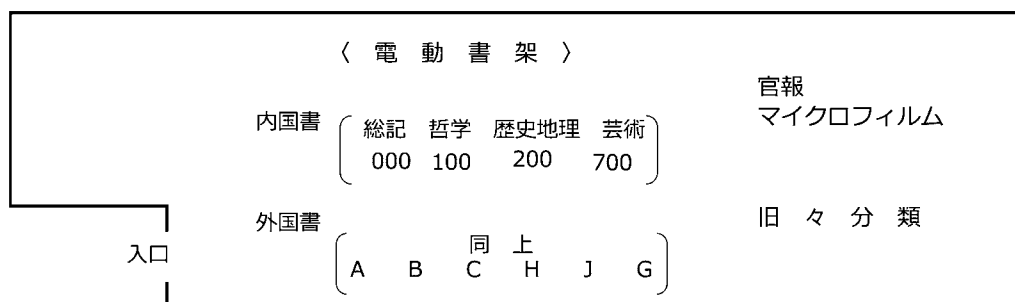 〈 電 動 書 架 〉
官報
マイクロフィルム
内国書
総記 哲学 歴史地理 芸術
000 100 200 700
外国書
旧 々 分 類
同 上
A B C H J G
入口